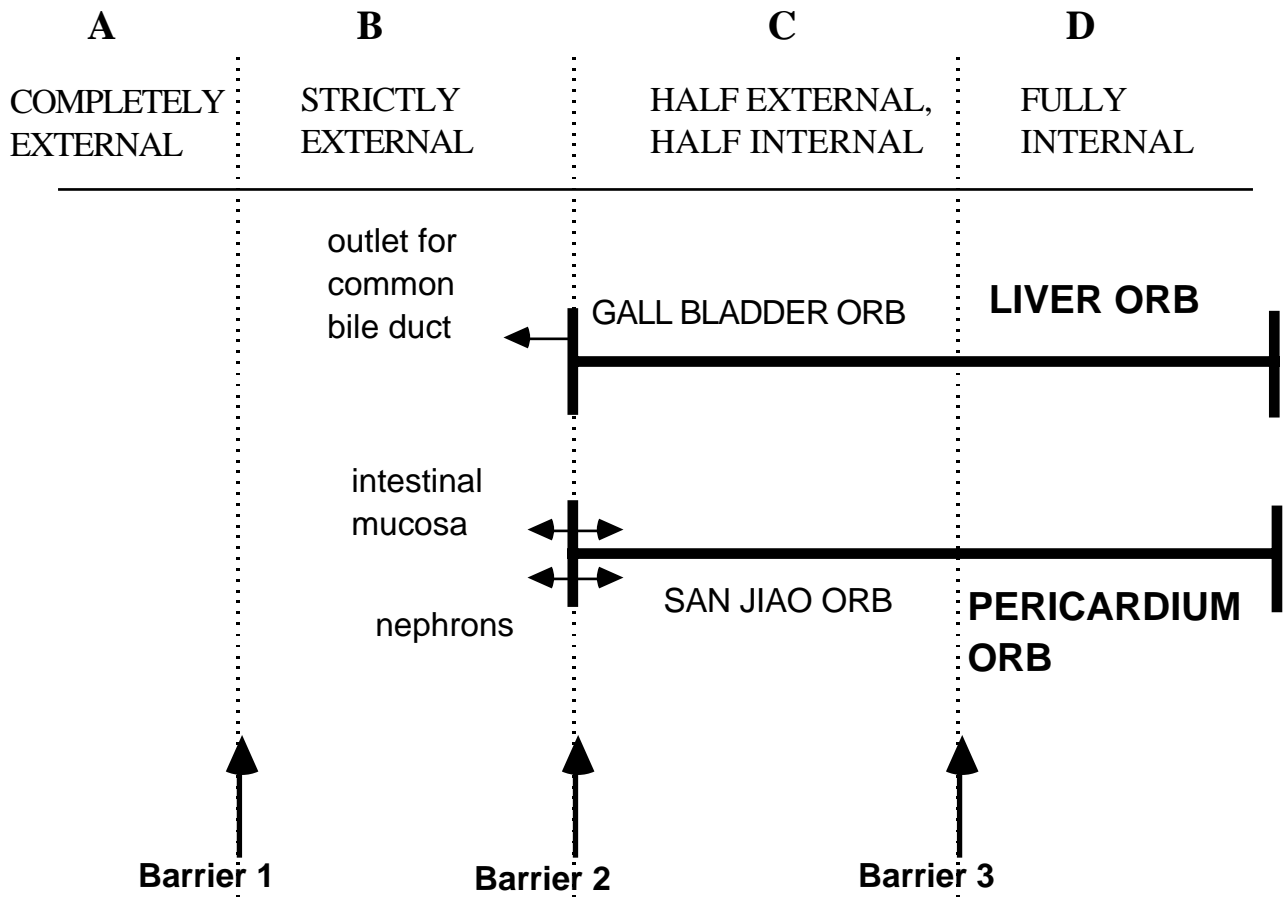 A B C D
COMPLETELY STRICTLY HALF EXTERNAL, FULLY
EXTERNAL EXTERNAL HALF INTERNAL INTERNAL
outlet for
common
bile duct
GALL BLADDER ORB
LIVER ORB
intestinal
mucosa
nephrons
SAN JIAO ORB
PERICARDIUM
ORB
Barrier 1 Barrier 2 Barrier 3